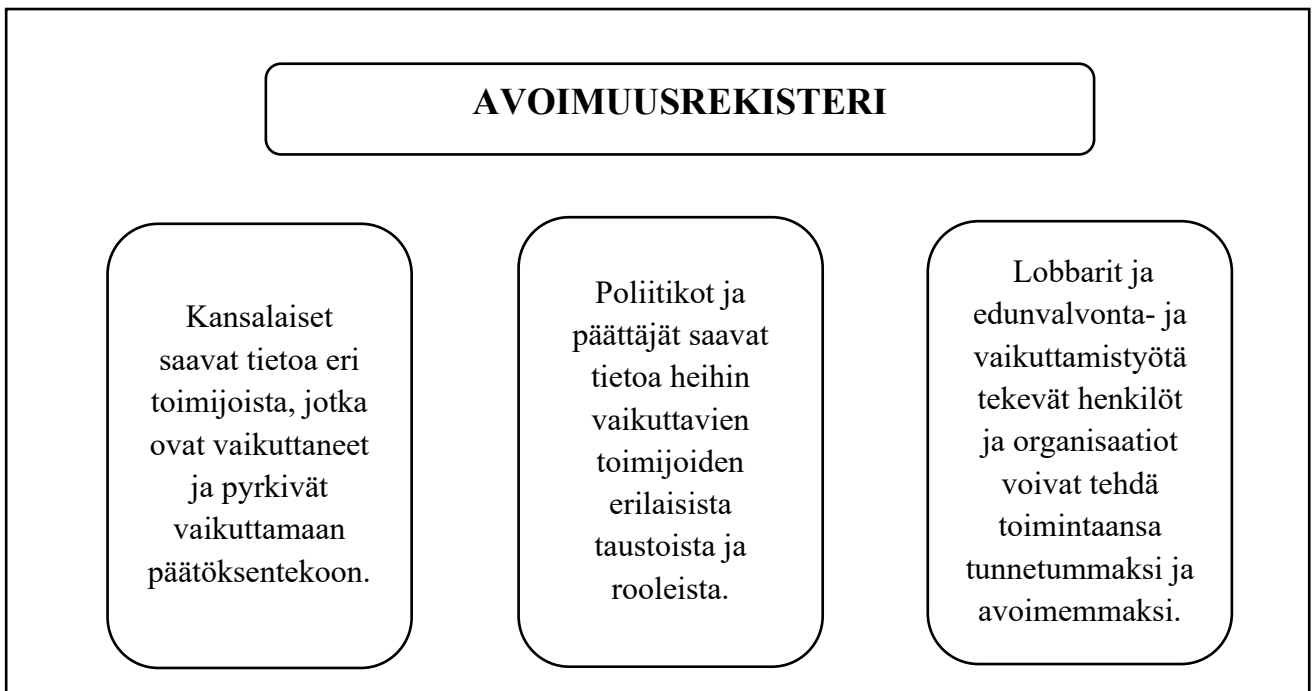 AVOIMUUSREKISTERI
Kansalaiset
saavat tietoa eri
toimijoista, jotka
ovat vaikuttaneet
ja pyrkivät
vaikuttamaan
päätöksentekoon.
Poliitikot ja
päättäjät saavat
tietoa heihin
vaikuttavien
toimijoiden
erilaisista
taustoista ja
rooleista.
Lobbarit ja
edunvalvonta- ja
vaikuttamistyötä
tekevät henkilöt
ja organisaatiot
voivat tehdä
toimintaansa
tunnetummaksi ja
avoimemmaksi.